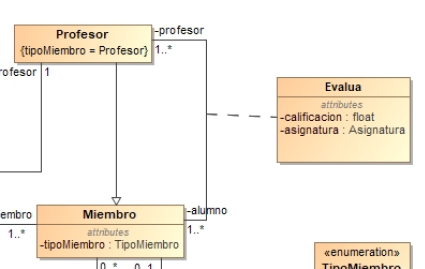 Profesor
{tipoMiembro = Profesor}
-profesor
1..*
rofesor
1
Evalua
attributes
-calificacion : float
-asignatura : Asignatura
embro
1..*
Miembro
attributes
-tipoMiembro : TipoMiembro
-alumno
1..*
0..*
0..1
«enumeration»
TipoMiembro